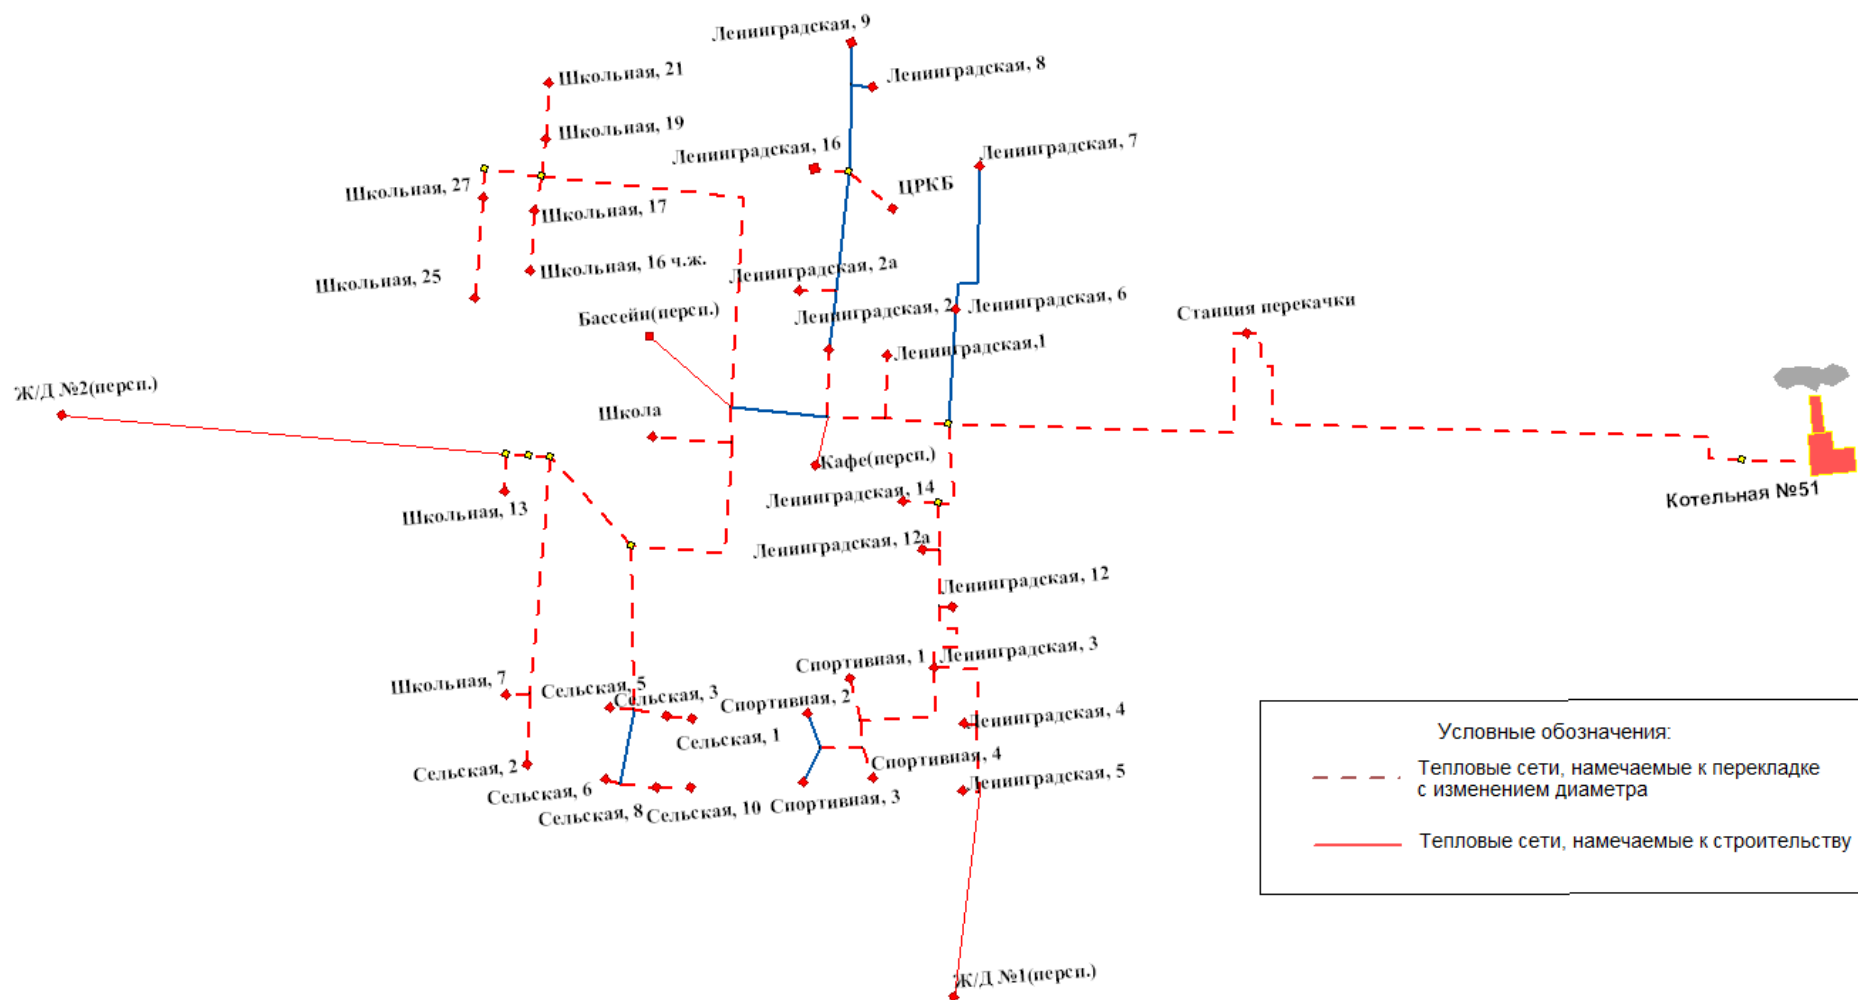 Ленинградская, 9
Школьная, 21
Ленинградская, 8
Школьная, 19
Ленинградская, 16
Ленинградская, 7
Школьная, 27
ЦРКБ
Школьная, 17
Школьная, 16 ч.ж.
Ленинградская, 2а
Школьная, 25
Бассейн(персп.)
Ленинградская, 2
Ленинградская, 6
Станция перекачки
Ленинградская,1
Ж/Д №2(персп.)
Школа
Кафе(персп.)
Ленинградская, 14
Котельная №51
Школьная, 13
Ленинградская, 12а
Ленинградская, 12
Спортивная, 1
Ленинградская, 3
Школьная, 7
Сельская, 5
Сельская, 3
Спортивная, 2
Ленинградская, 4
Сельская, 1
Сельская, 2
Спортивная, 4
Ленинградская, 5
Сельская, 6
Сельская, 8
Сельская, 10
Спортивная, 3
Ж/Д №1(персп.)
Условные обозначения:
Тепловые сети, намечаемые к перекладке
с изменением диаметра
Тепловые сети, намечаемые к строительству